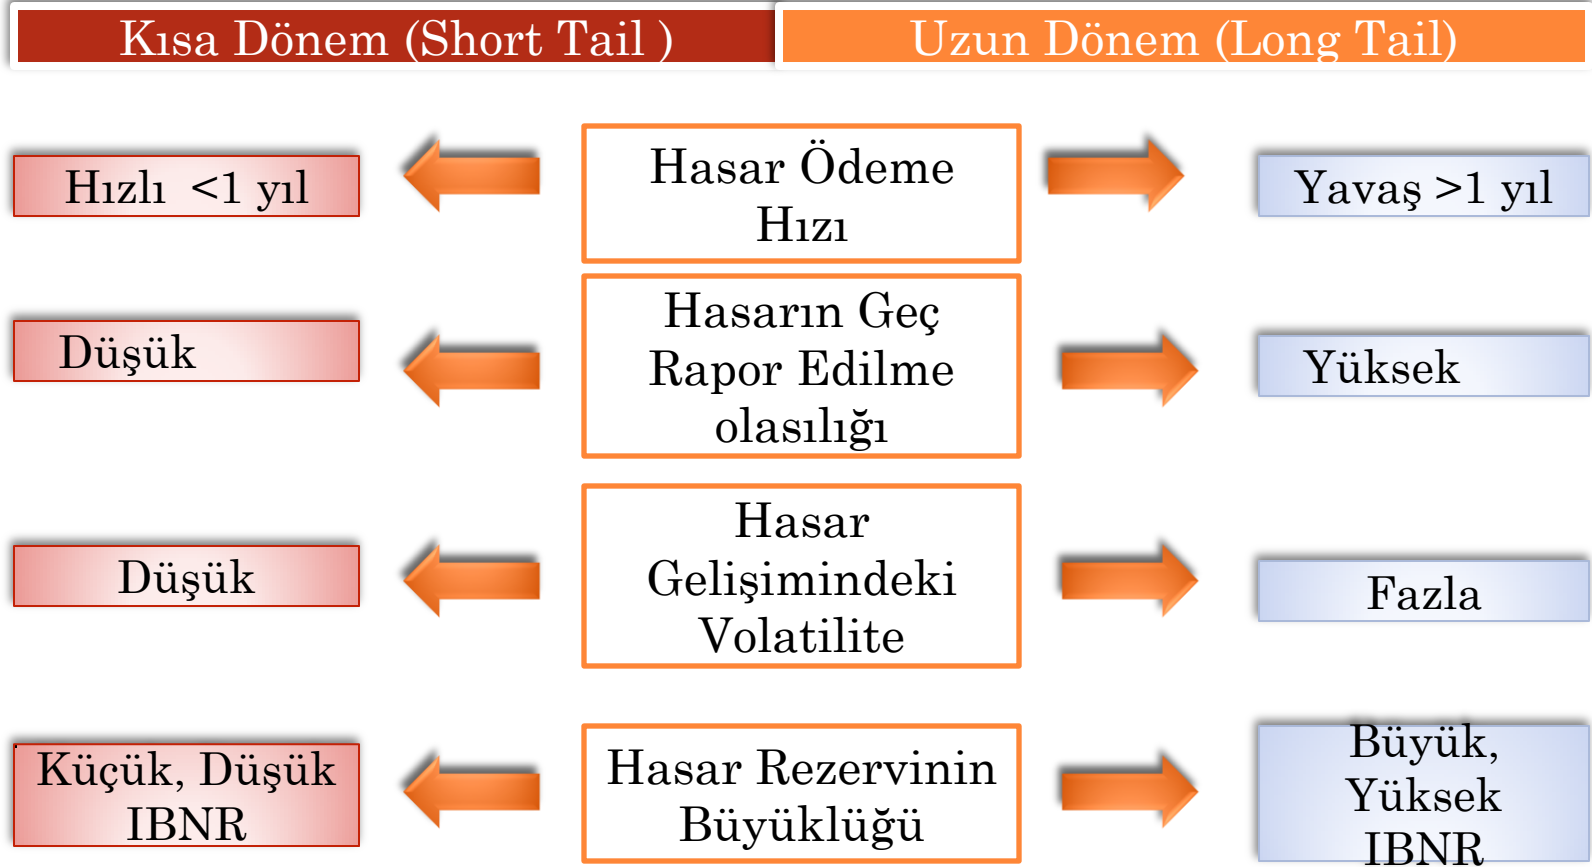 Kısa Dönem (Short Tail )
Uzun Dönem (Long Tail)
Hızlı <1 yıl
Hasar Ödeme
Hızı
Yavaş >1 yıl
Düşük
Hasarın Geç
Rapor Edilme
olasılığı
Yüksek
Düşük
Hasar
Gelişimindeki
Volatilite
Fazla
Küçük, Düşük
IBNR
Hasar Rezervinin
Büyüklüğü
Büyük,
Yüksek
IBNR